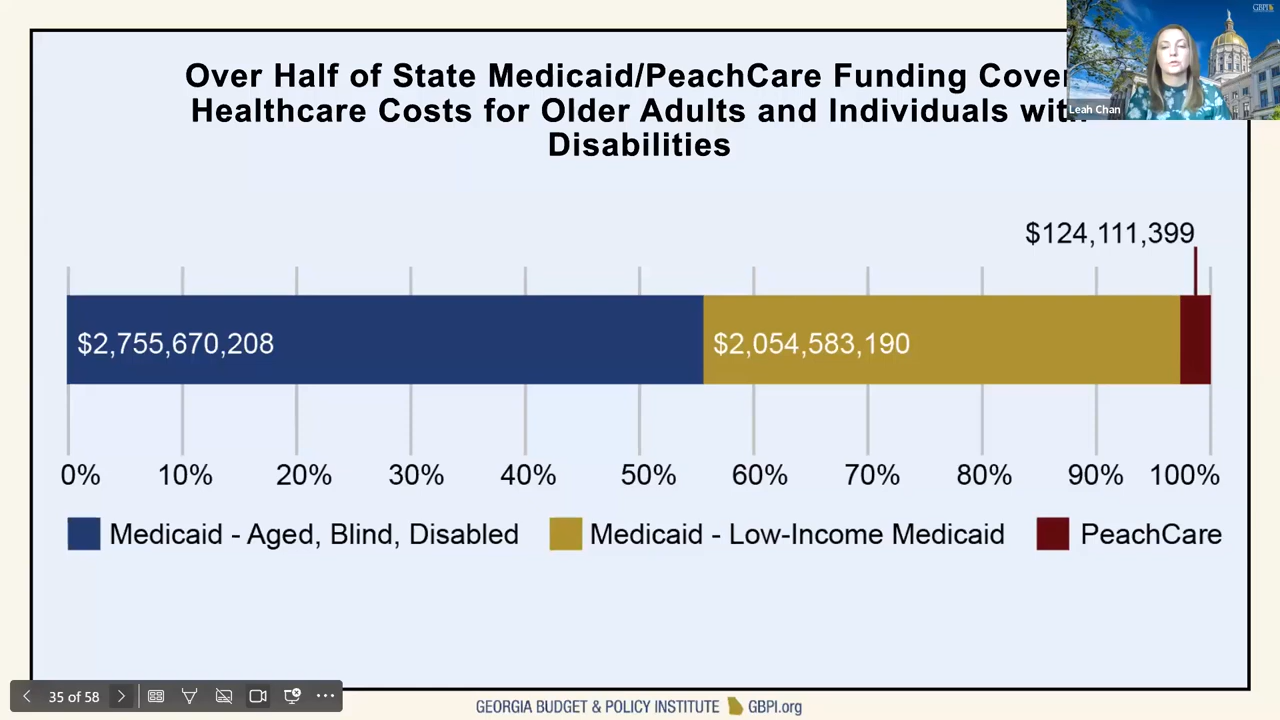 GBPI
Over Half of State Medicaid/PeachCare Funding Cover
Healthcare Costs for Older Adults and Individuals with
Disabilities
Leah Chan
$124,111,399
$2,755,670,208 $2,054,583,190
0% 10% 20% 30% 40% 50% 60% 70% 80% 90% 100%
Medicaid - Aged, Blind, Disabled Medicaid - Low-Income Medicaid PeachCare
35 of 58
GEORGIA BUDGET & POLICY INSTITUTE GBPI.org